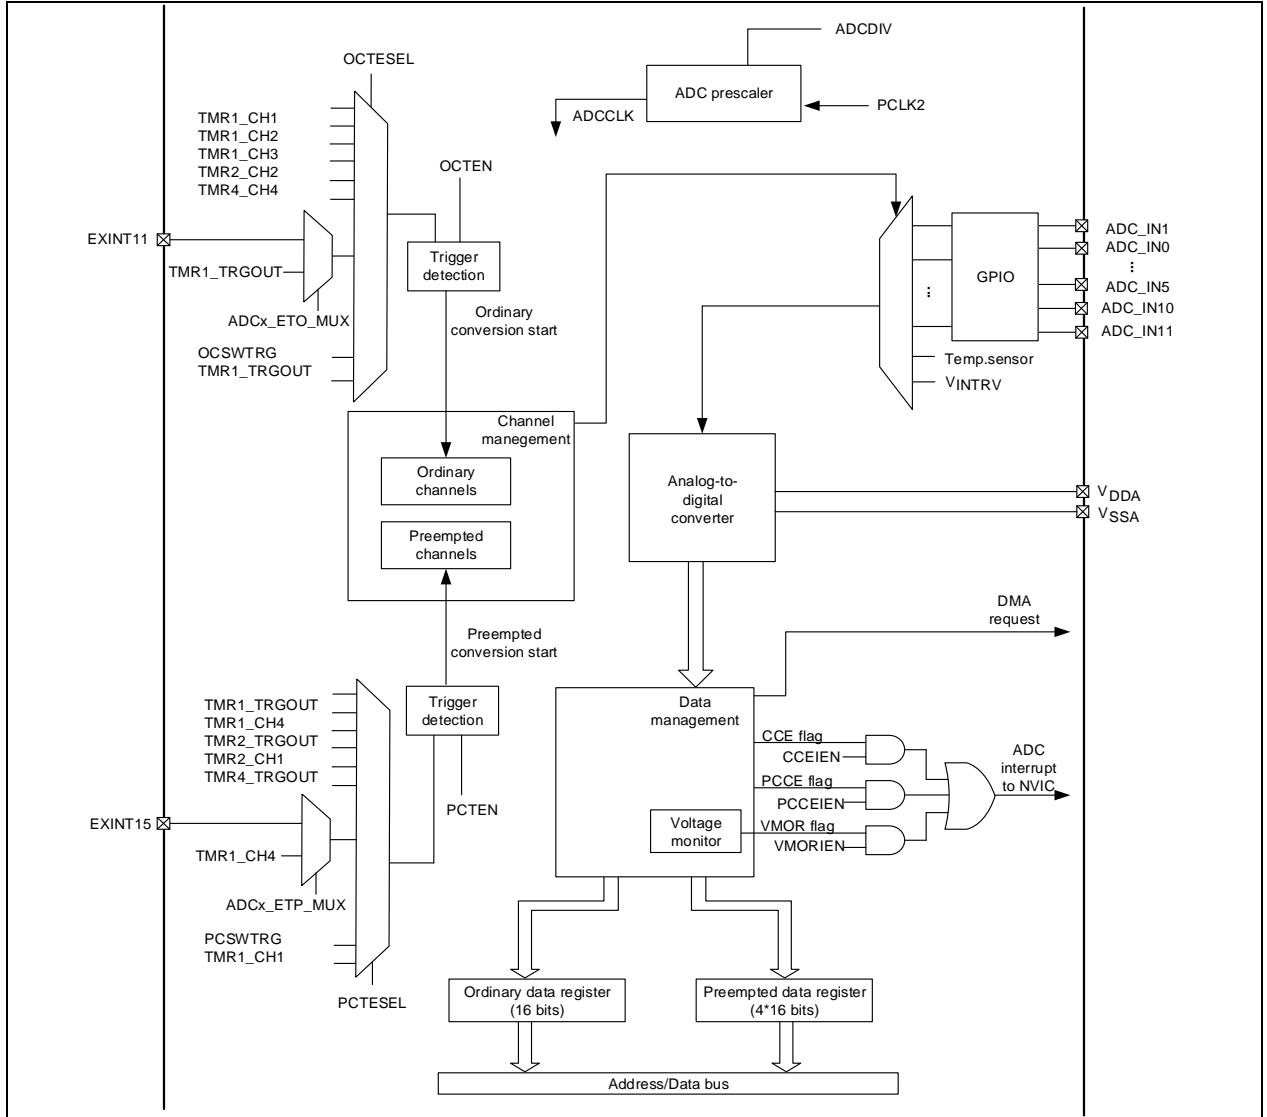 ADCDIV
ADC prescaler
ADCCLK
PCLK2
OCTESEL
TMR1_CH1
TMR1_CH2
TMR1_CH3
TMR2_CH2
TMR4_CH4
OCTEN
EXINT11
TMR1_TRGOUT
ADCx_ETO_MUX
OCSWTRG
TMR1_TRGOUT
Trigger
detection
Ordinary
conversion start
GPIO
ADC_IN1
ADC_IN0
...
ADC_IN5
ADC_IN10
ADC_IN11
...
Temp.sensor
VINTRV
Channel
manegement
Ordinary
channels
Preempted
channels
Analog-to-
digital
converter
VDDA
VSSA
Preempted
conversion start
DMA
request
TMR1_TRGOUT
TMR1_CH4
TMR2_TRGOUT
TMR2_CH1
TMR4_TRGOUT
Trigger
detection
PCTEN
EXINT15
TMR1_CH4
ADCx_ETP_MUX
PCSWTRG
TMR1_CH1
PCTESEL
Data
management
CCE flag
CCEIEN
PCCE flag
PCCEIEN
Voltage
monitor
VMOR flag
VMORIEN
ADC
interrupt
to NVIC
Ordinary data register
(16 bits)
Preempted data register
(4*16 bits)
Address/Data bus